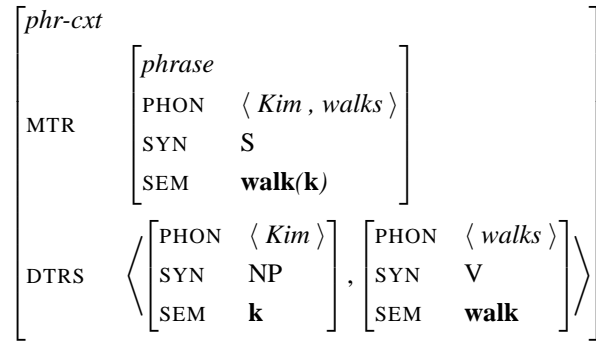 phr-cxt
MTR
phrase
PHON ⟨ Kim , walks ⟩
SYN S
SEM walk(k)
DTRS
PHON ⟨ Kim ⟩
SYN NP
SEM k
,
PHON ⟨ walks ⟩
SYN V
SEM walk